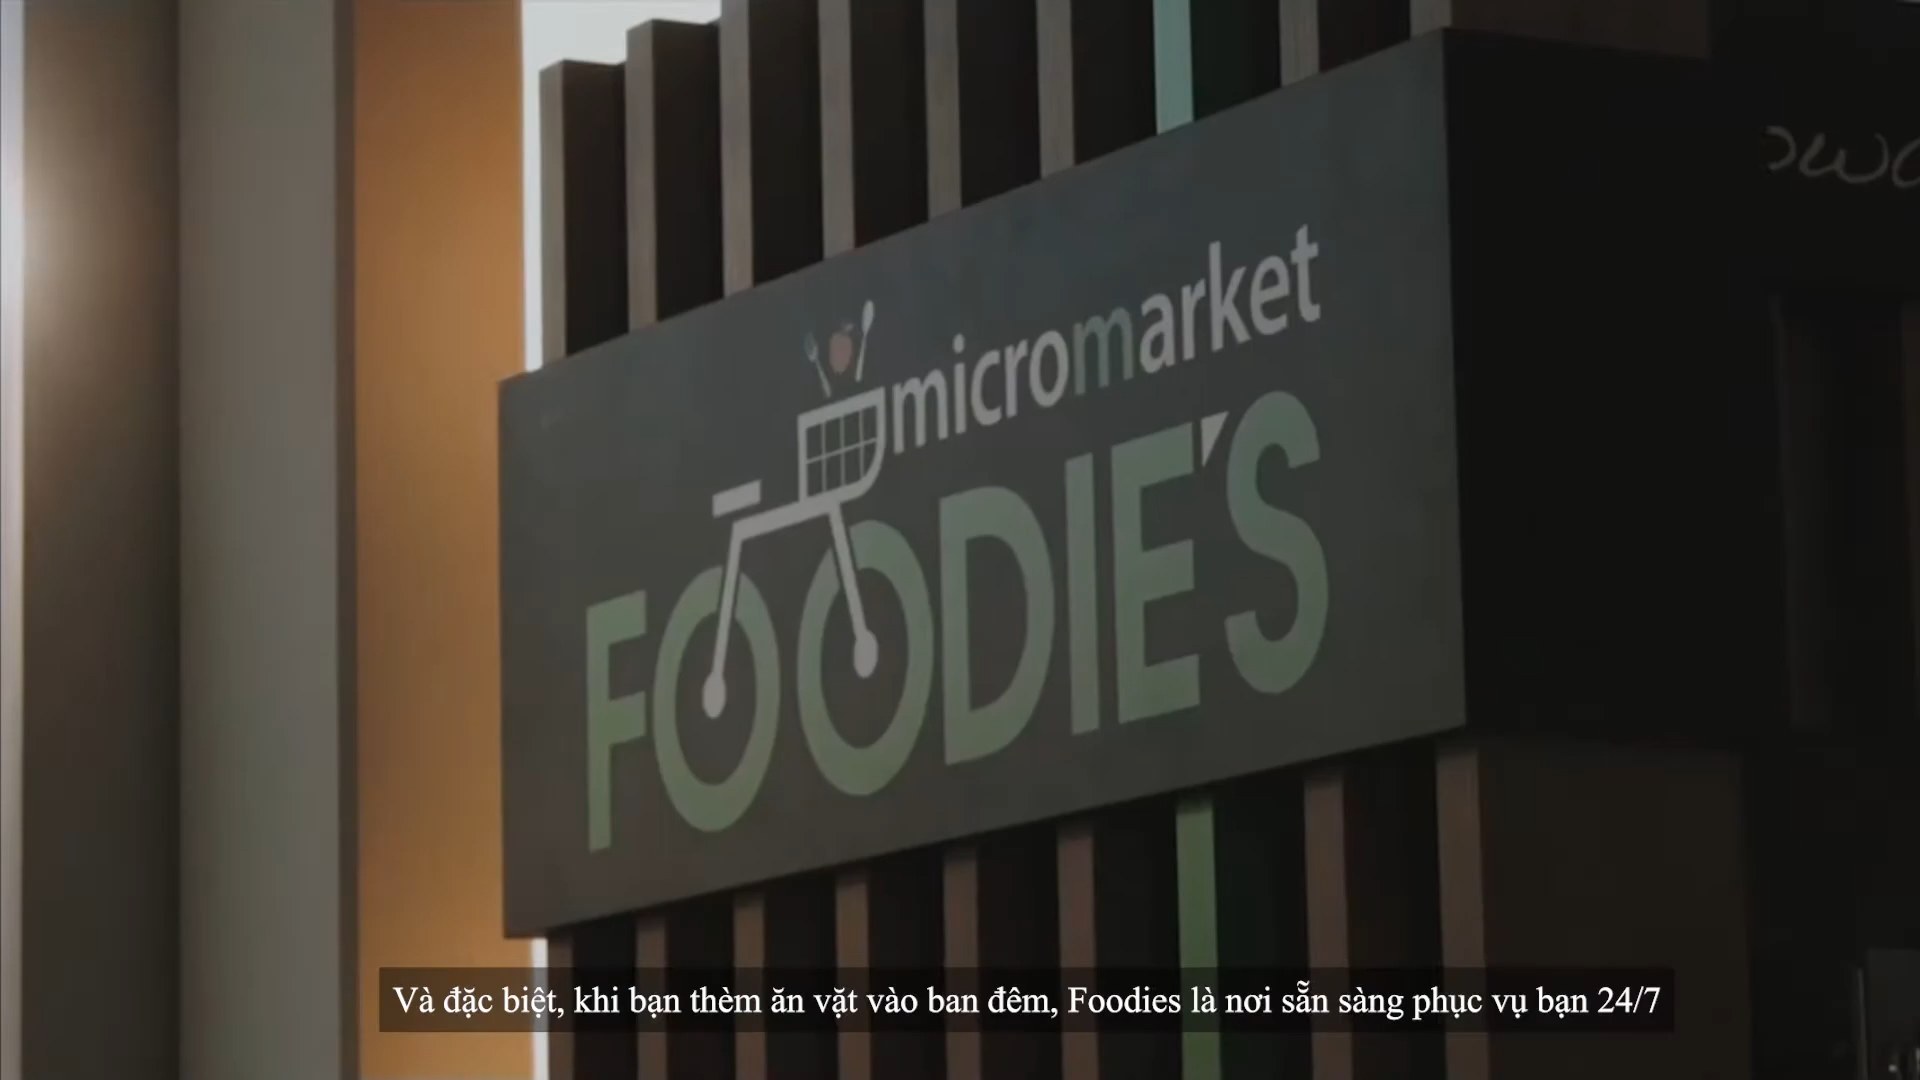 micromarket
FOODIE'S
Và đặc biệt, khi bạn thèm ăn vặt vào ban đêm, Foodies là nơi sẵn sàng phục vụ bạn 24/7